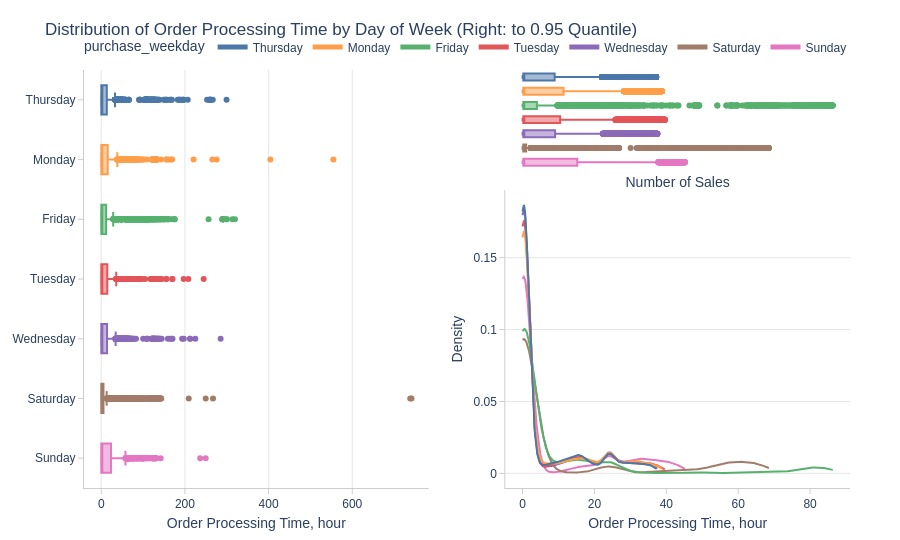 Distribution of Order Processing Time by Day of Week (Right: to 0.95 Quantile)
purchase_weekday Thursday Monday Friday Tuesday Wednesday Saturday Sunday
Thursday
Monday
Friday
Tuesday
Wednesday
Saturday
Sunday
0 200 400 600
Order Processing Time, hour
Number of Sales
0.15
0.1
0.05
0
Density
0 20 40 60 80
Order Processing Time, hour